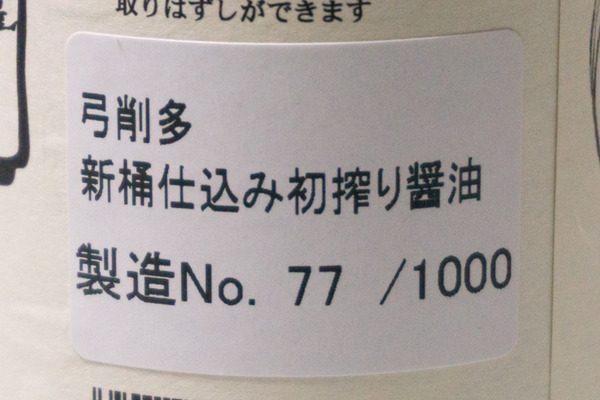 取りはずしができます
弓削多
新桶仕込み初搾り醤油
製造No. 77 /1000